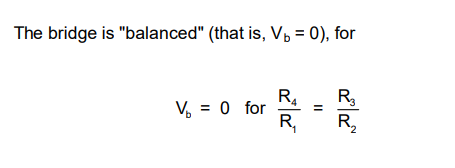 The bridge is "balanced" (that is, V_b = 0), for
V_b = 0 for R_4/R_1 = R_3/R_2